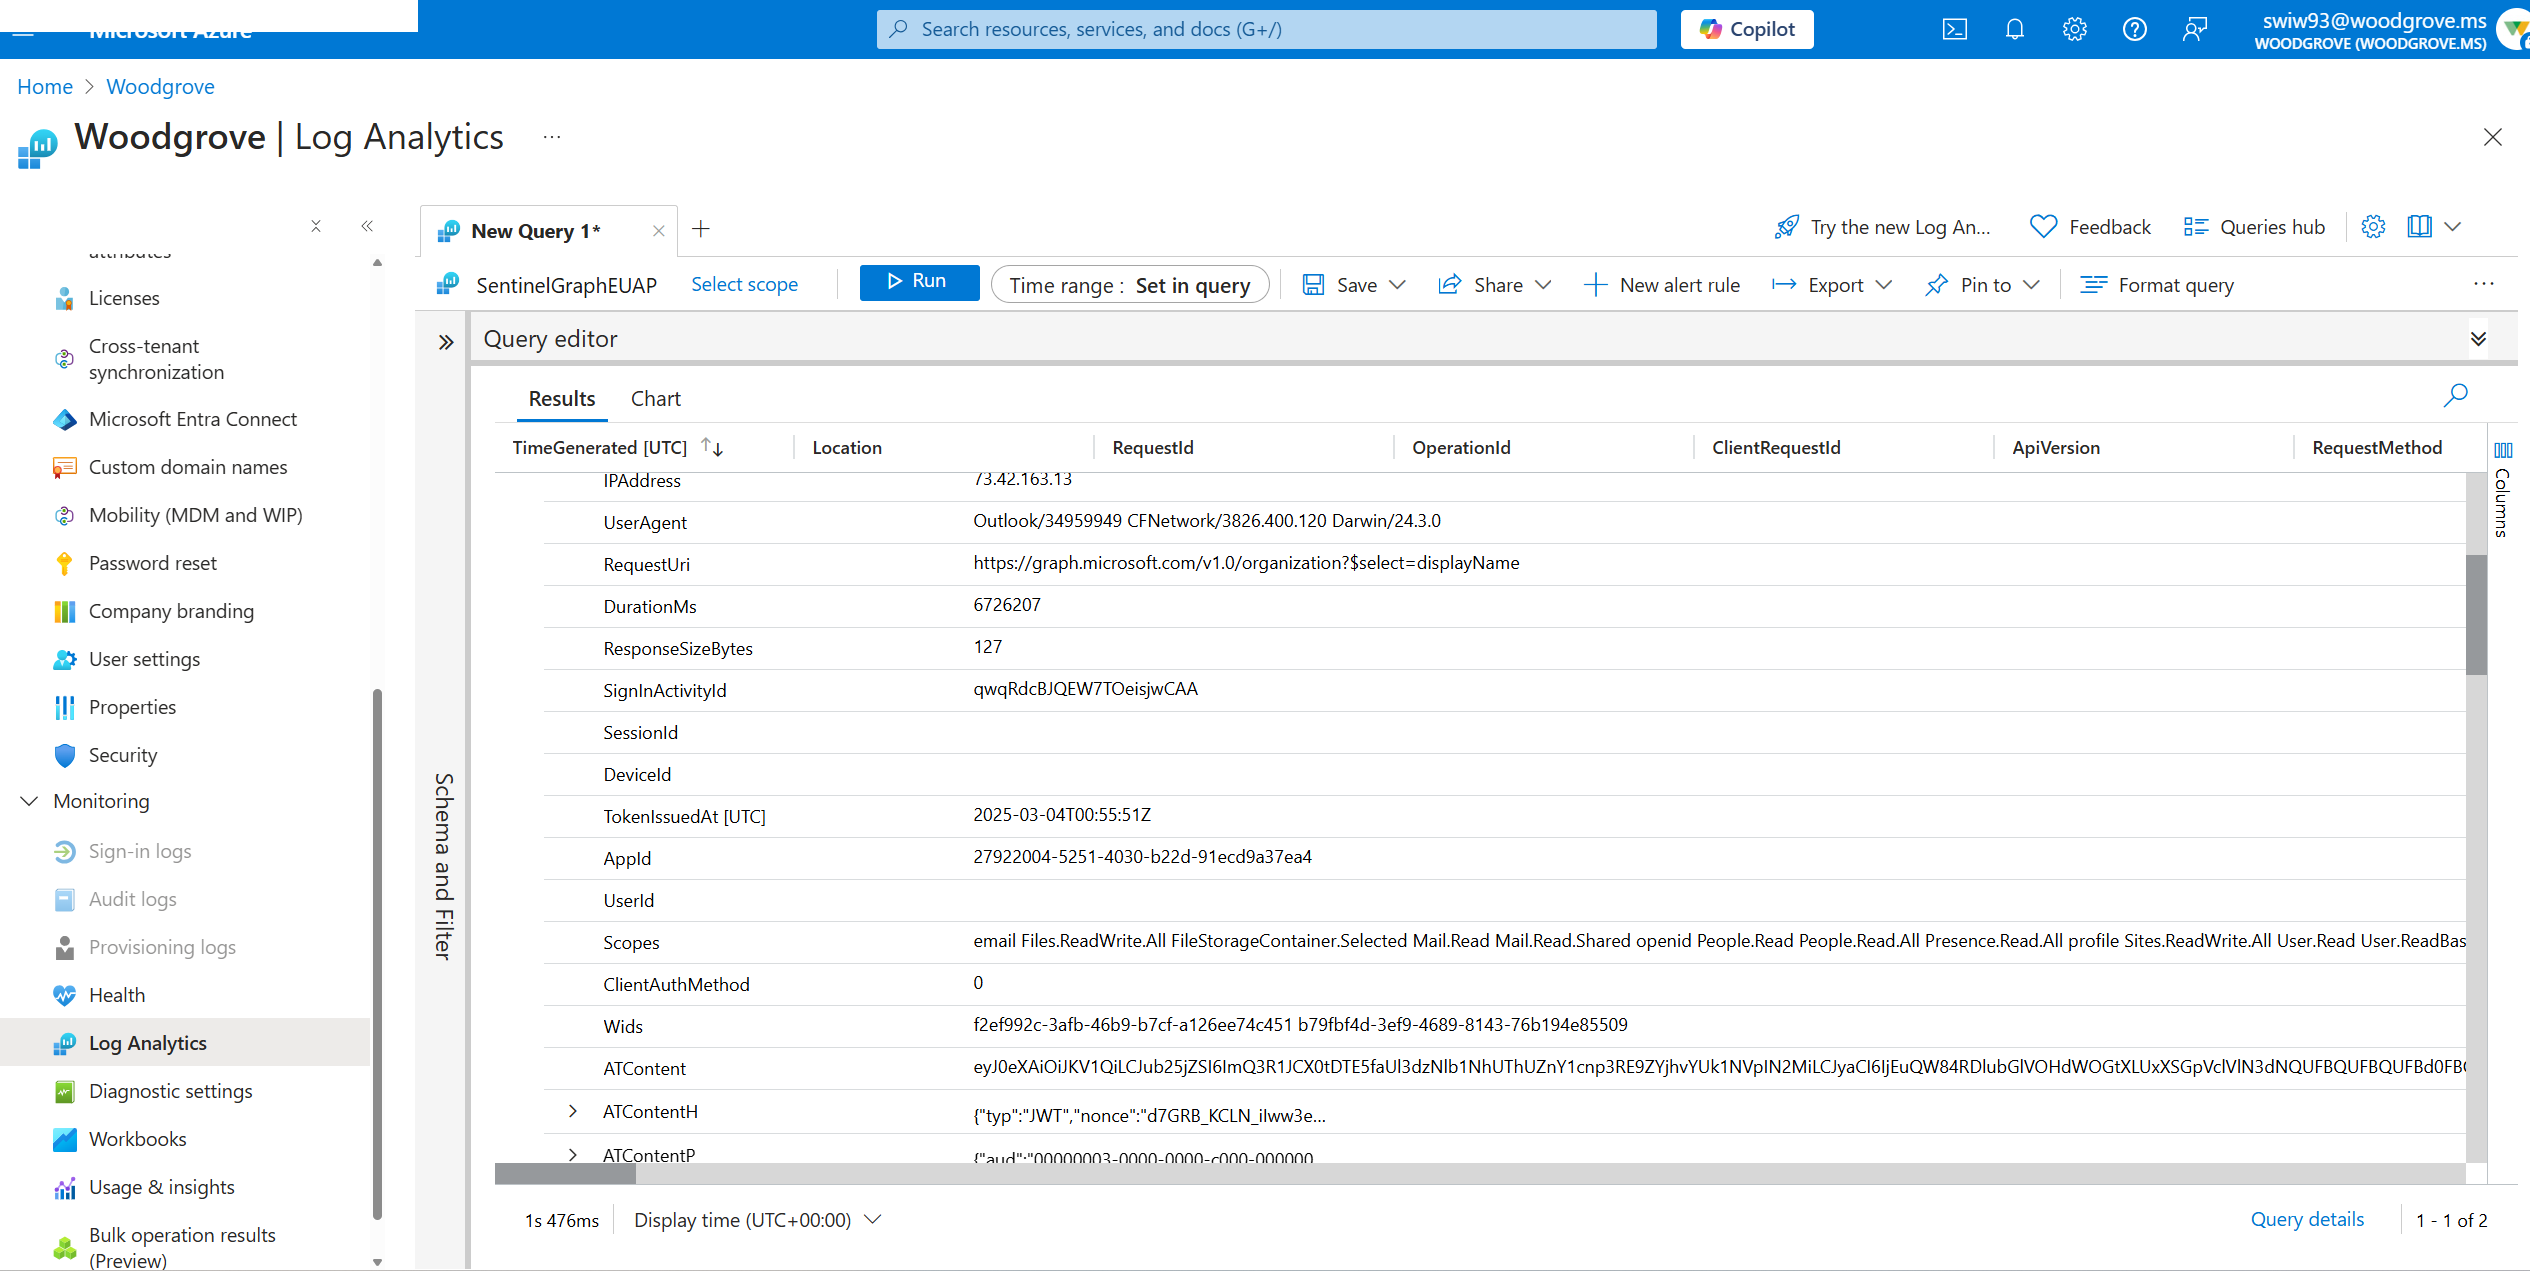 Microsoft Azure
Search resources, services, and docs (G+/)
Copilot
swiw93@woodgrove.ms
WOODGROVE (WOODGROVE.MS)
Home > Woodgrove
Woodgrove | Log Analytics ...
attributes
Licenses
Cross-tenant
synchronization
Microsoft Entra Connect
Custom domain names
Mobility (MDM and WIP)
Password reset
Company branding
User settings
Properties
Security
Monitoring
Sign-in logs
Audit logs
Provisioning logs
Health
Log Analytics
Diagnostic settings
Workbooks
Usage & insights
Bulk operation results
(Preview)
New Query 1*
Try the new Log An...
Feedback
Queries hub
SentinelGraphEUAP
Select scope
Run
Time range : Set in query
Save
Share
New alert rule
Export
Pin to
Format query
Schema and Filter
Query editor
Results
Chart
TimeGenerated [UTC] Location RequestId OperationId ClientRequestId ApiVersion RequestMethod
Columns
IPAddress 73.42.163.13
UserAgent Outlook/34959949 CFNetwork/3826.400.120 Darwin/24.3.0
RequestUri https://graph.microsoft.com/v1.0/organization?$select=displayName
DurationMs 6726207
ResponseSizeBytes 127
SignInActivityId qwqRdcBJQEW7TOeisjwCAA
SessionId
DeviceId
TokenIssuedAt [UTC] 2025-03-04T00:55:51Z
AppId 27922004-5251-4030-b22d-91ecd9a37ea4
UserId
Scopes email Files.ReadWrite.All FileStorageContainer.Selected Mail.Read Mail.Read.Shared openid People.Read People.Read.All Presence.Read.All profile Sites.ReadWrite.All User.Read User.ReadBas
ClientAuthMethod 0
Wids f2ef992c-3afb-46b9-b7cf-a126ee74c451 b79fbf4d-3ef9-4689-8143-76b194e85509
ATContent
ATContentH {"typ":"JWT","nonce":"d7GRB_KCLN_iIww3e...
ATContentP {"aud":"00000003-0000-0000-c000-000000
1s 476ms
Display time (UTC+00:00)
Query details
1 - 1 of 2